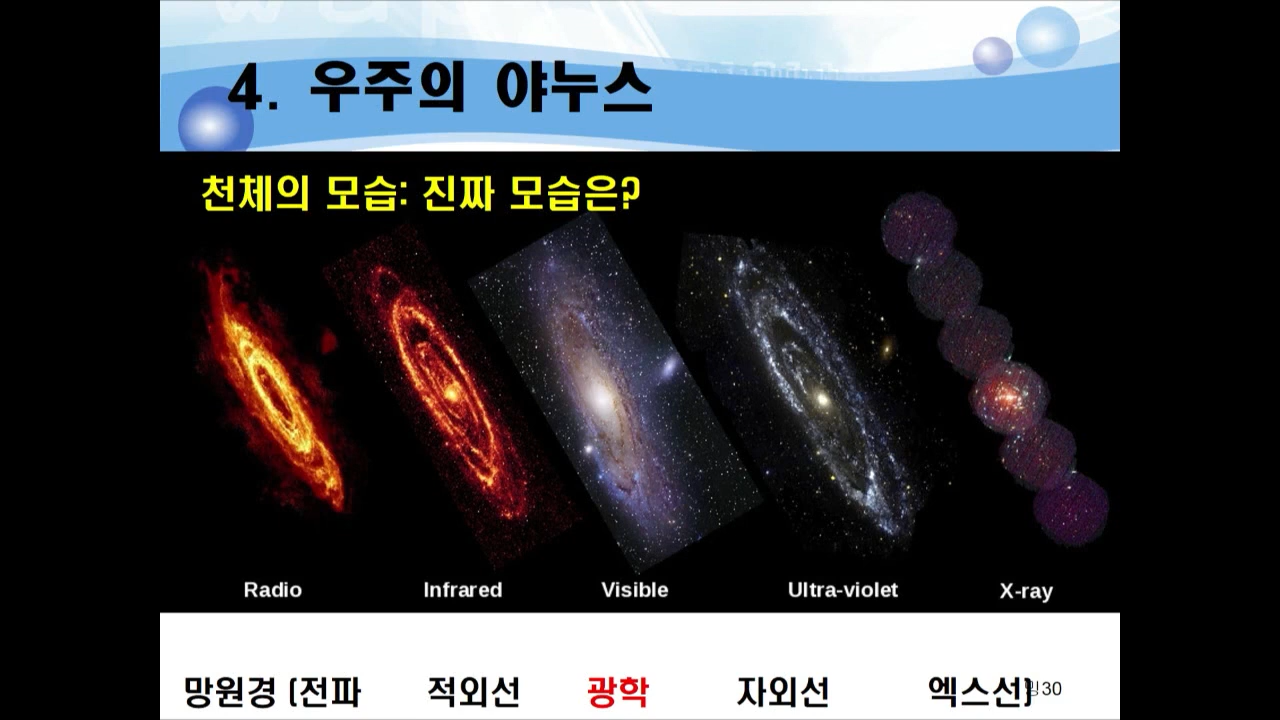 4. 우주의 야누스
천체의 모습: 진짜 모습은?
Radio Infrared Visible Ultra-violet X-ray
망원경 (전파 적외선 광학 자외선 엑스선)
30